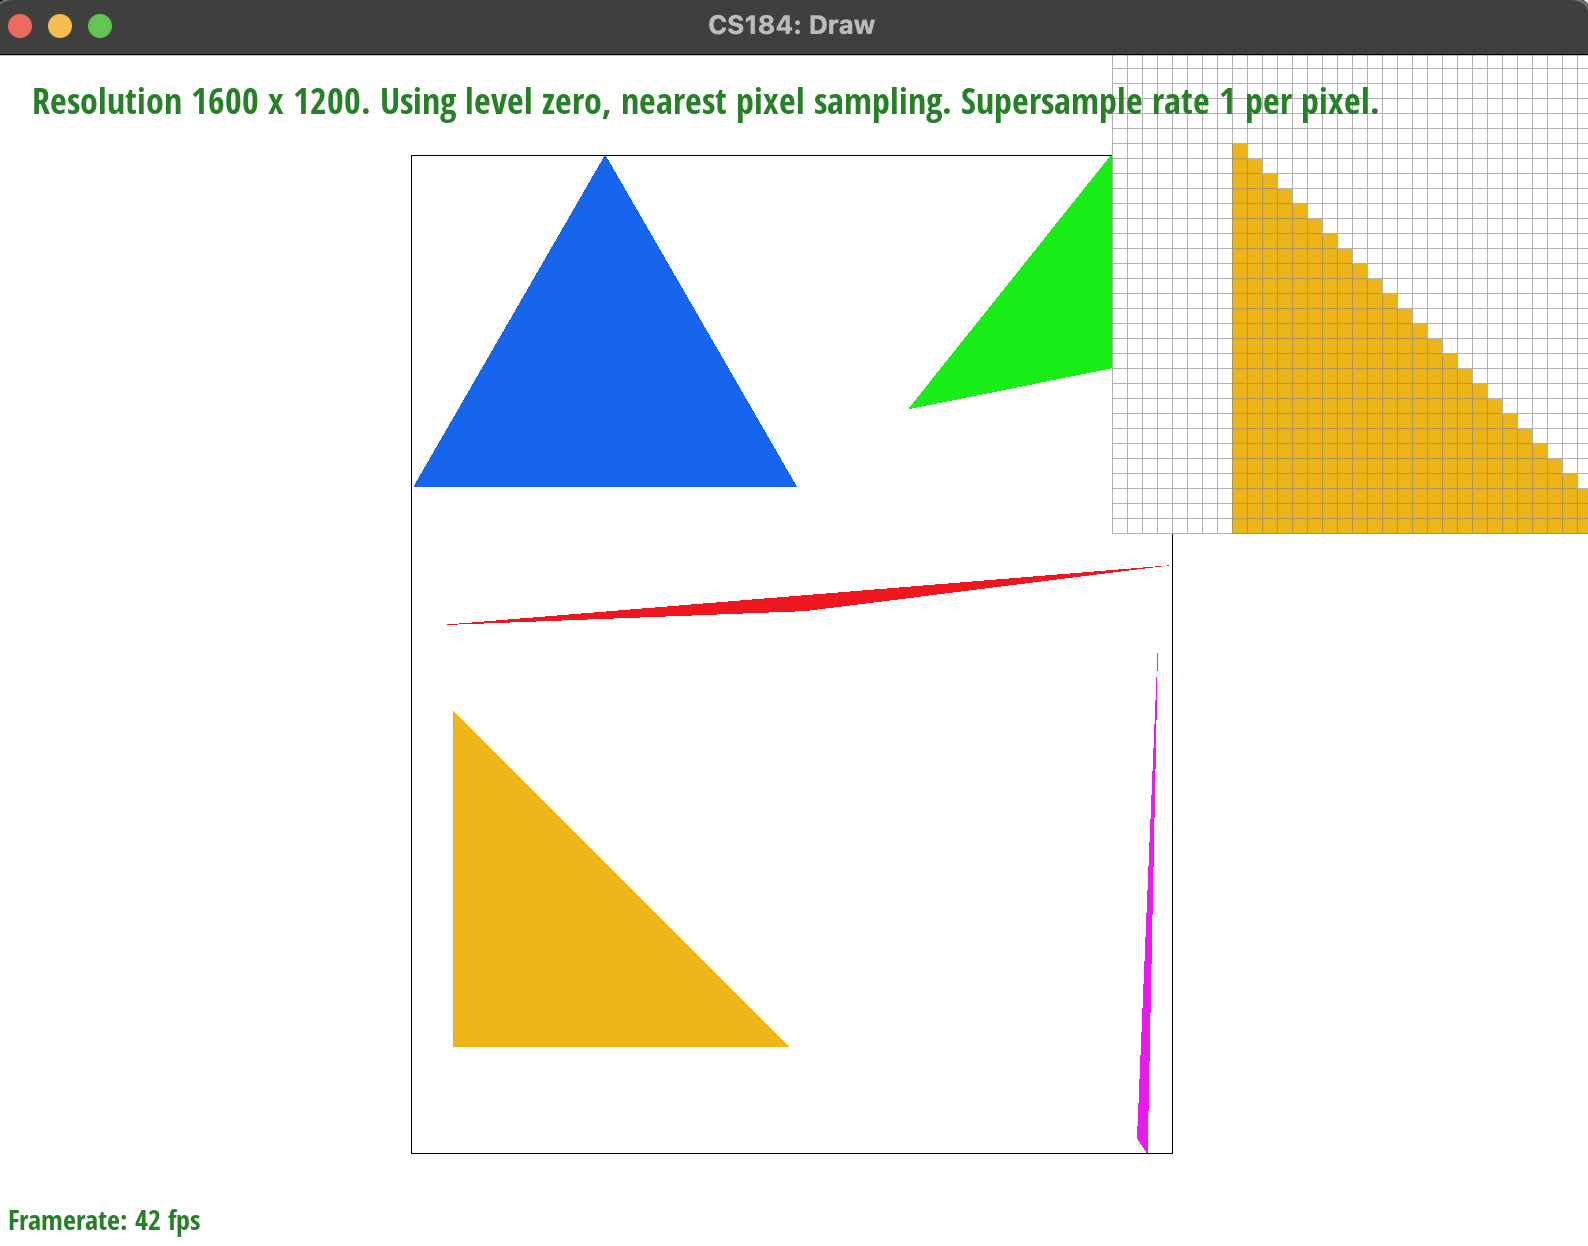 CS184: Draw
Resolution 1600 x 1200. Using level zero, nearest pixel sampling. Supersample rate 1 per pixel.
Framerate: 42 fps